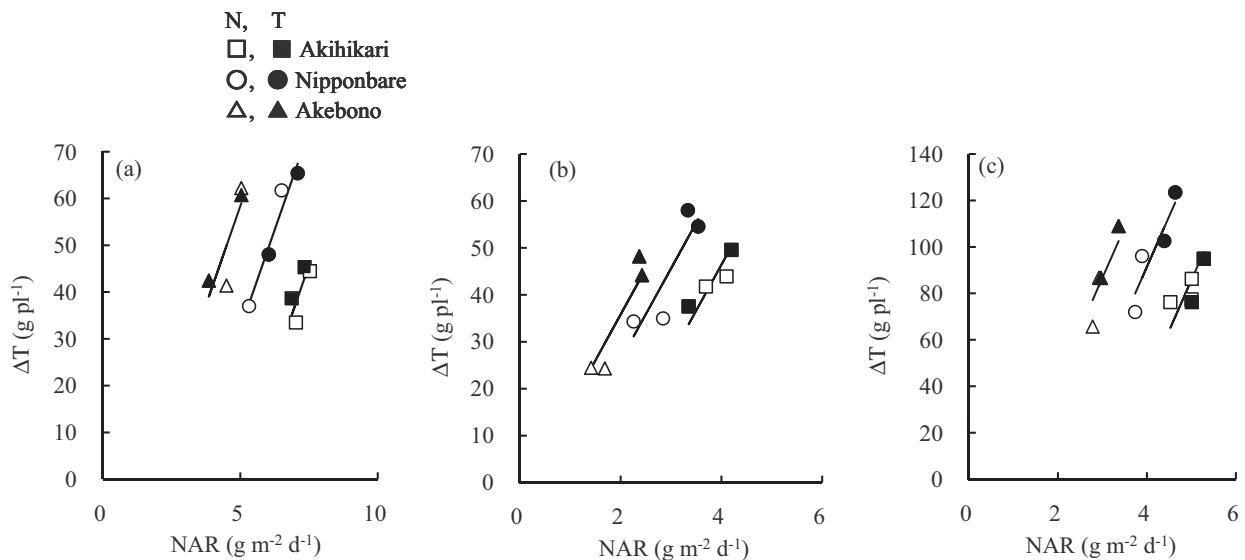 N, T
, Akihikari
, Nipponbare
, Akebono
(a)
70
60
50
40
30
20
10
0
ΔT (g pl-1)
0 5 10
NAR (g m-2 d-1)
(b)
70
60
50
40
30
20
10
0
ΔT (g pl-1)
0 2 4 6
NAR (g m-2 d-1)
(c)
140
120
100
80
60
40
20
0
ΔT (g pl-1)
0 2 4 6
NAR (g m-2 d-1)